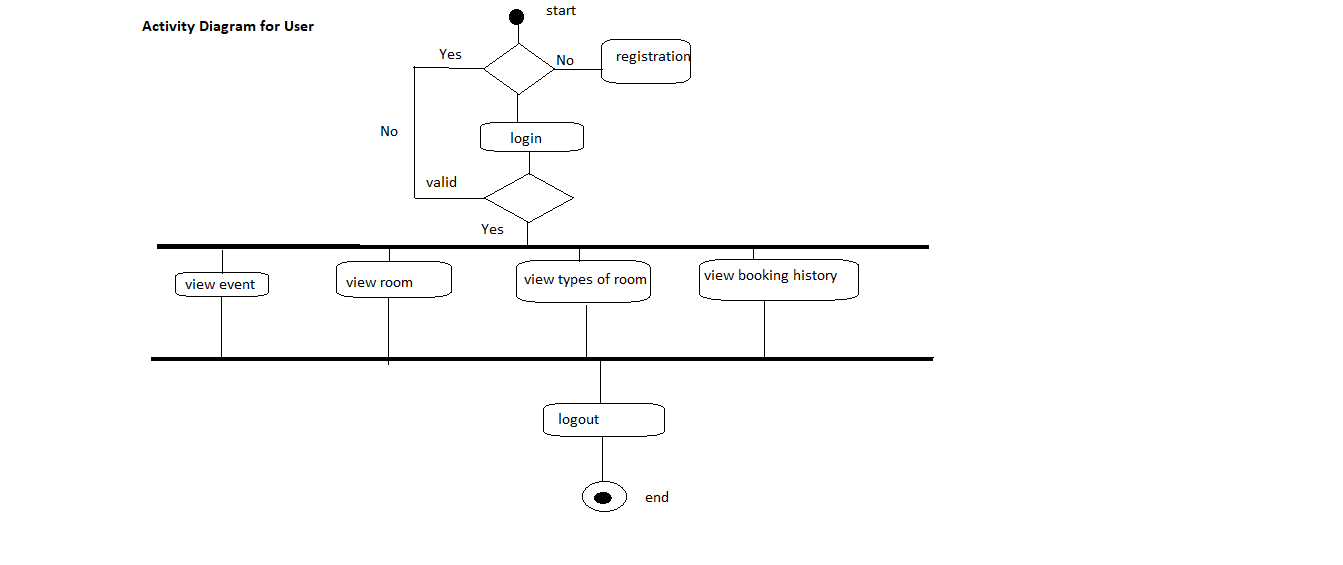 start
Activity Diagram for User
Yes
No
registration
No
login
valid
Yes
view event
view room
view types of room
view booking history
logout
end